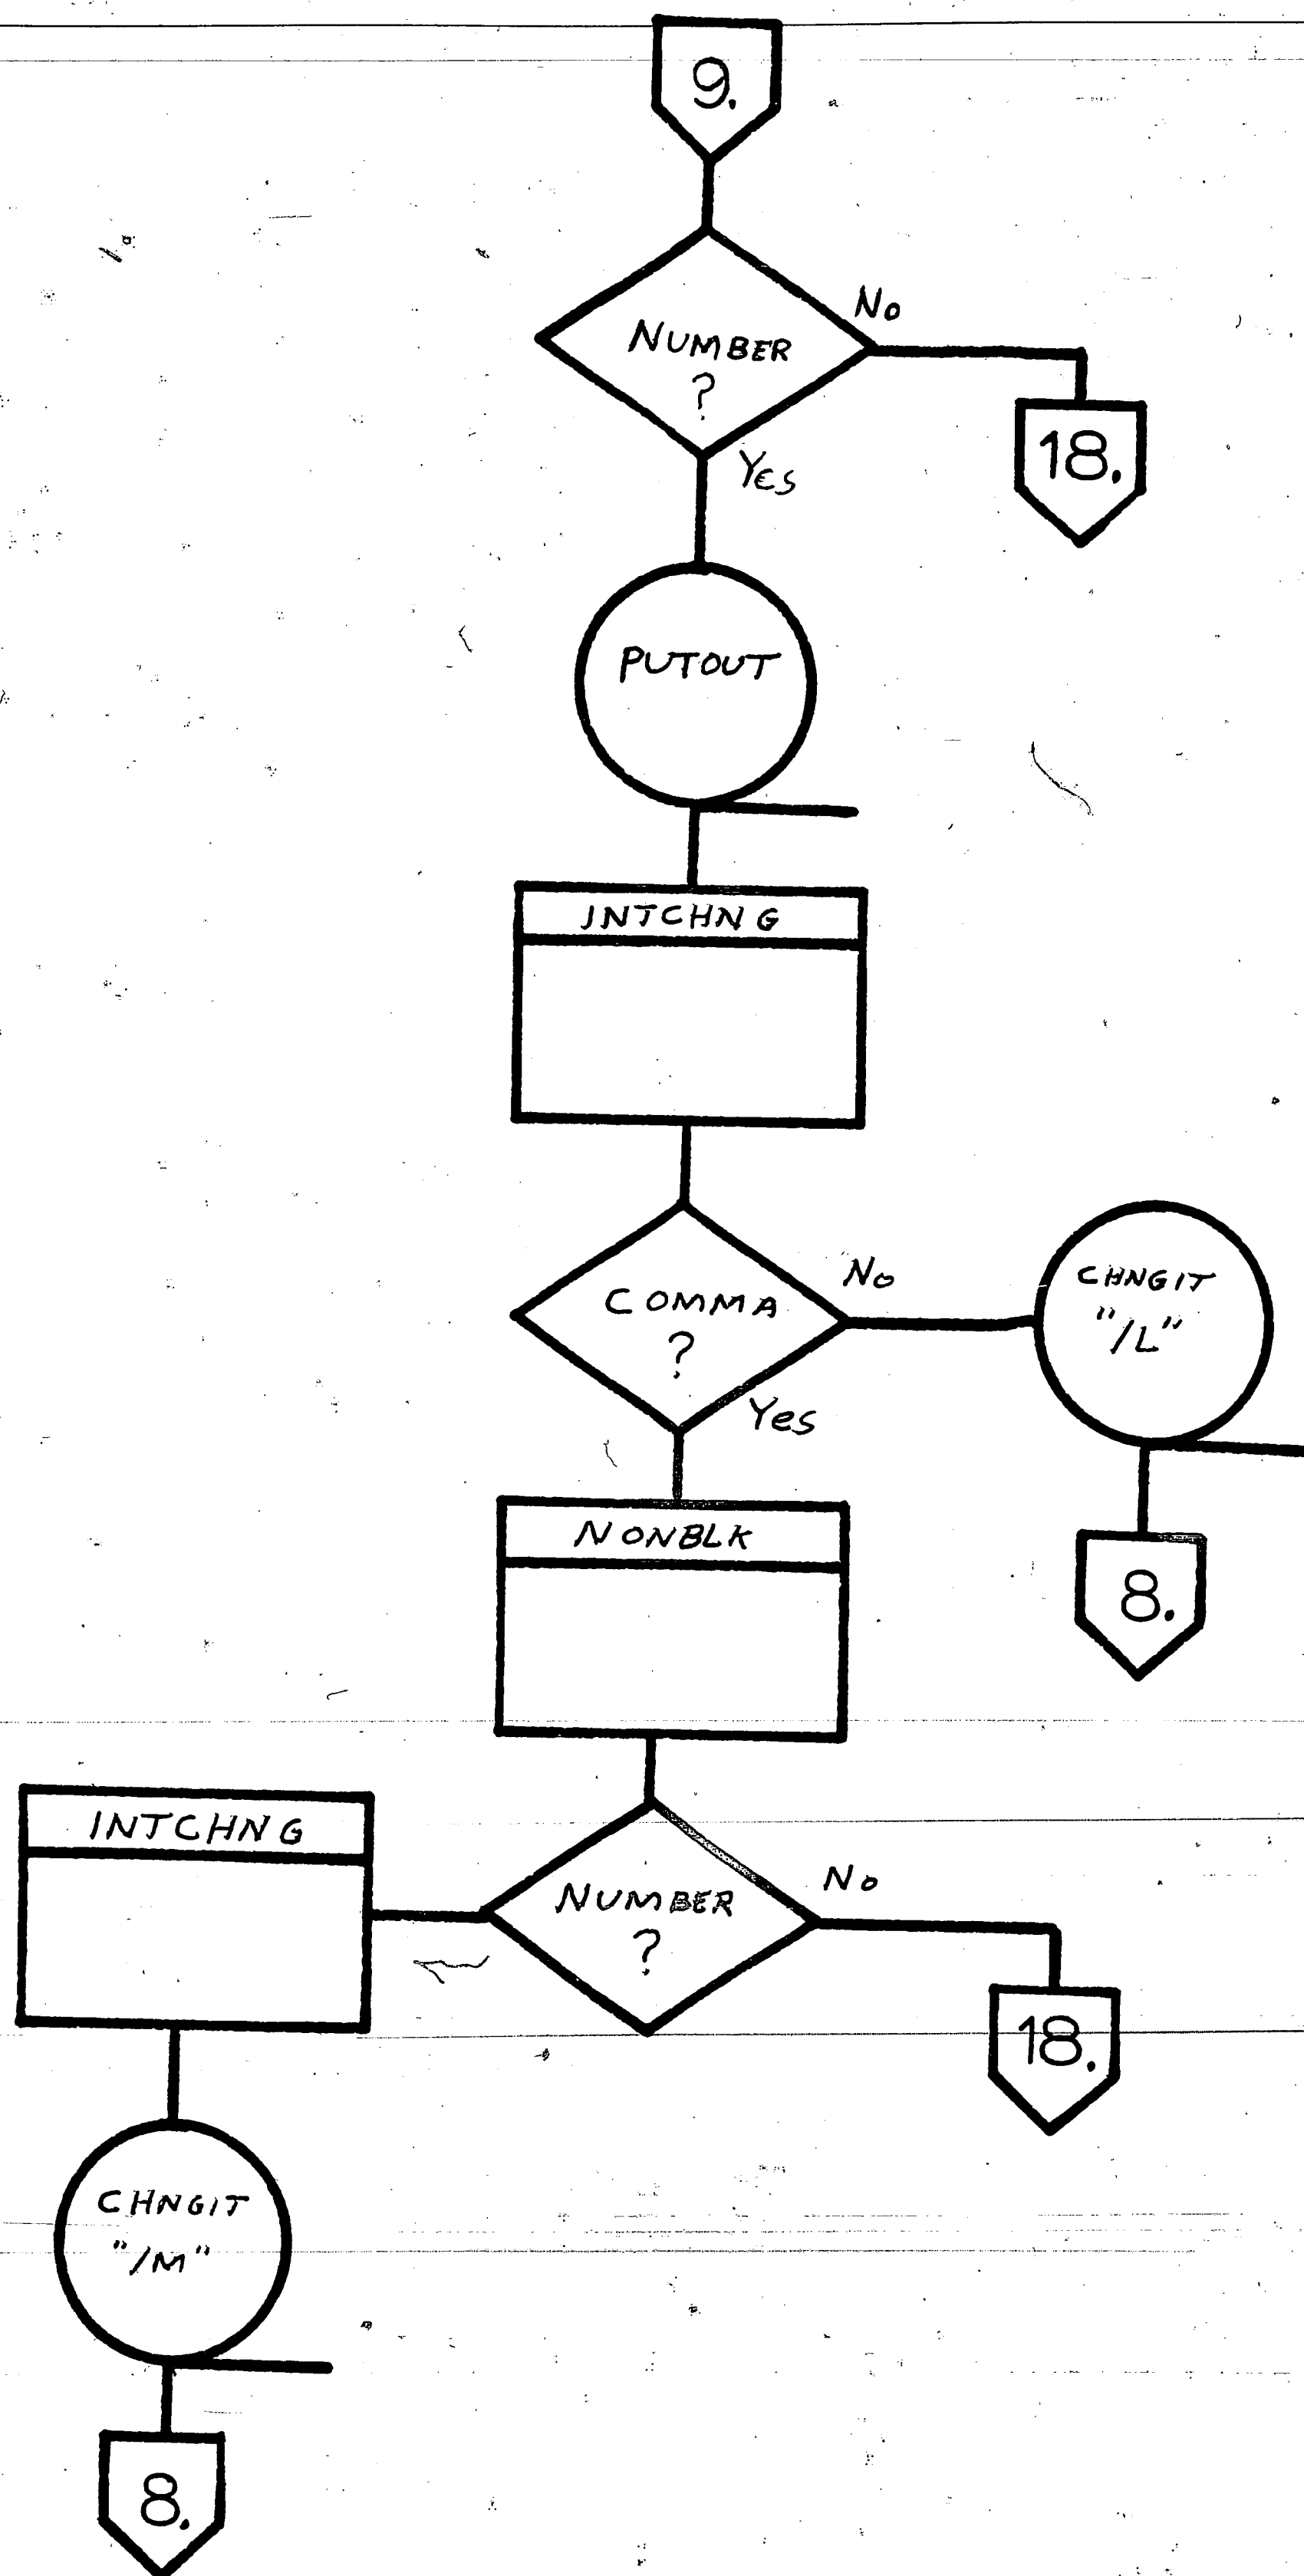 9.
NUMBER
?
No
Yes
18.
PUTOUT
INTCHNG
COMMA
?
No
Yes
CHNGIT
"/L"
8.
NONBLK
NUMBER
?
No
18.
INTCHNG
CHNGIT
"/M"
8.